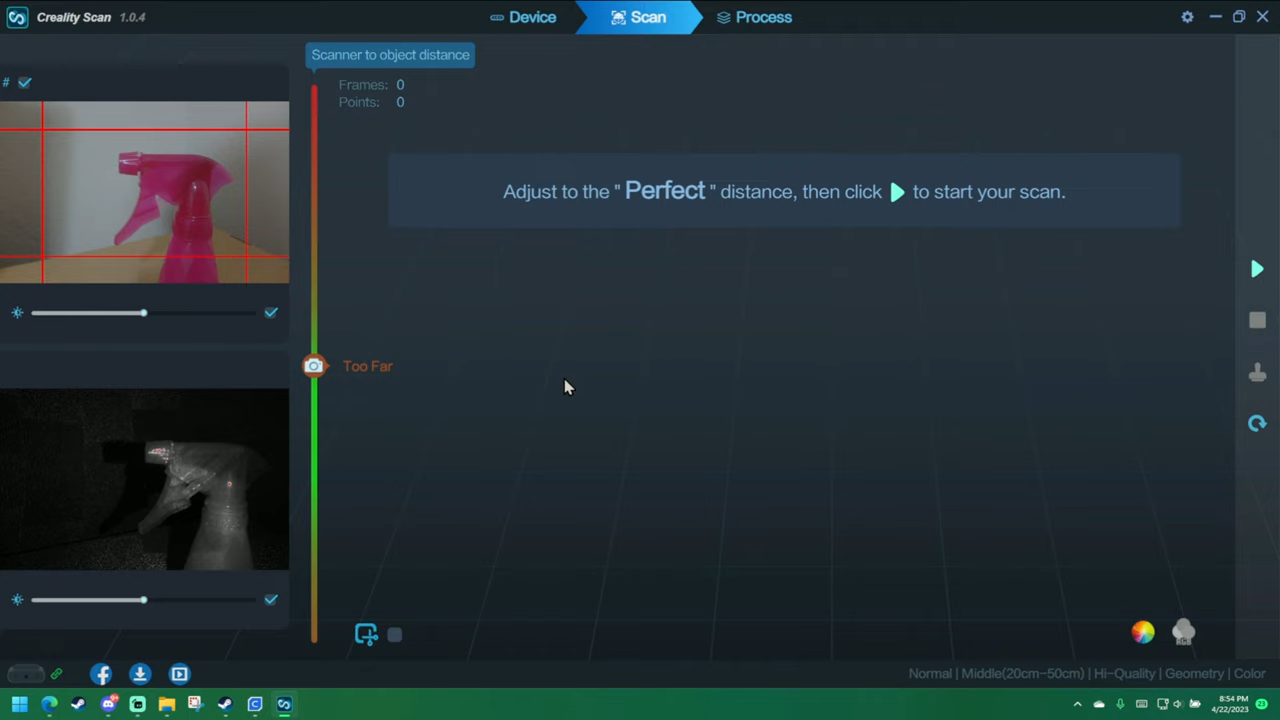 Creality Scan 1.0.4
Device
Scan
Process
Scanner to object distance
#
Frames: 0
Points: 0
Adjust to the "Perfect" distance, then click to start your scan.
Too Far
Normal | Middle(20cm-50cm) | Hi-Quality | Geometry | Color
8:54 PM
4/22/2023
23